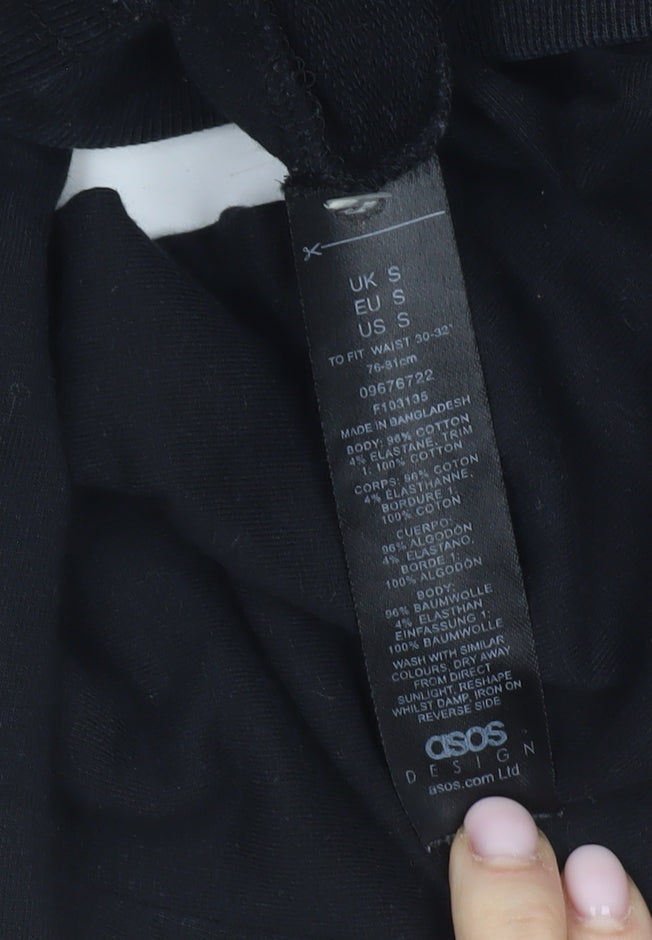 UK S
EU S
US S
TO FIT WAIST 30-32"
76-81cm
09676722
F103135
MADE IN BANGLADESH
BODY: 96% COTTON
4% ELASTANE, TRIM
1: 100% COTTON
CORPS: 96% COTON
4% ÉLASTHANNE,
BORDURE 1:
100% COTON
CUERPO:
96% ALGODÓN
4% ELASTANO,
BORDE 1:
100% ALGODÓN
BODY:
96% BAUMWOLLE
4% ELASTHAN
EINFASSUNG 1:
100% BAUMWOLLE
WASH WITH SIMILAR
COLOURS, DRY AWAY
FROM DIRECT
SUNLIGHT, RESHAPE
WHILST DAMP, IRON ON
REVERSE SIDE
asos
DESIGN
asos.com Ltd